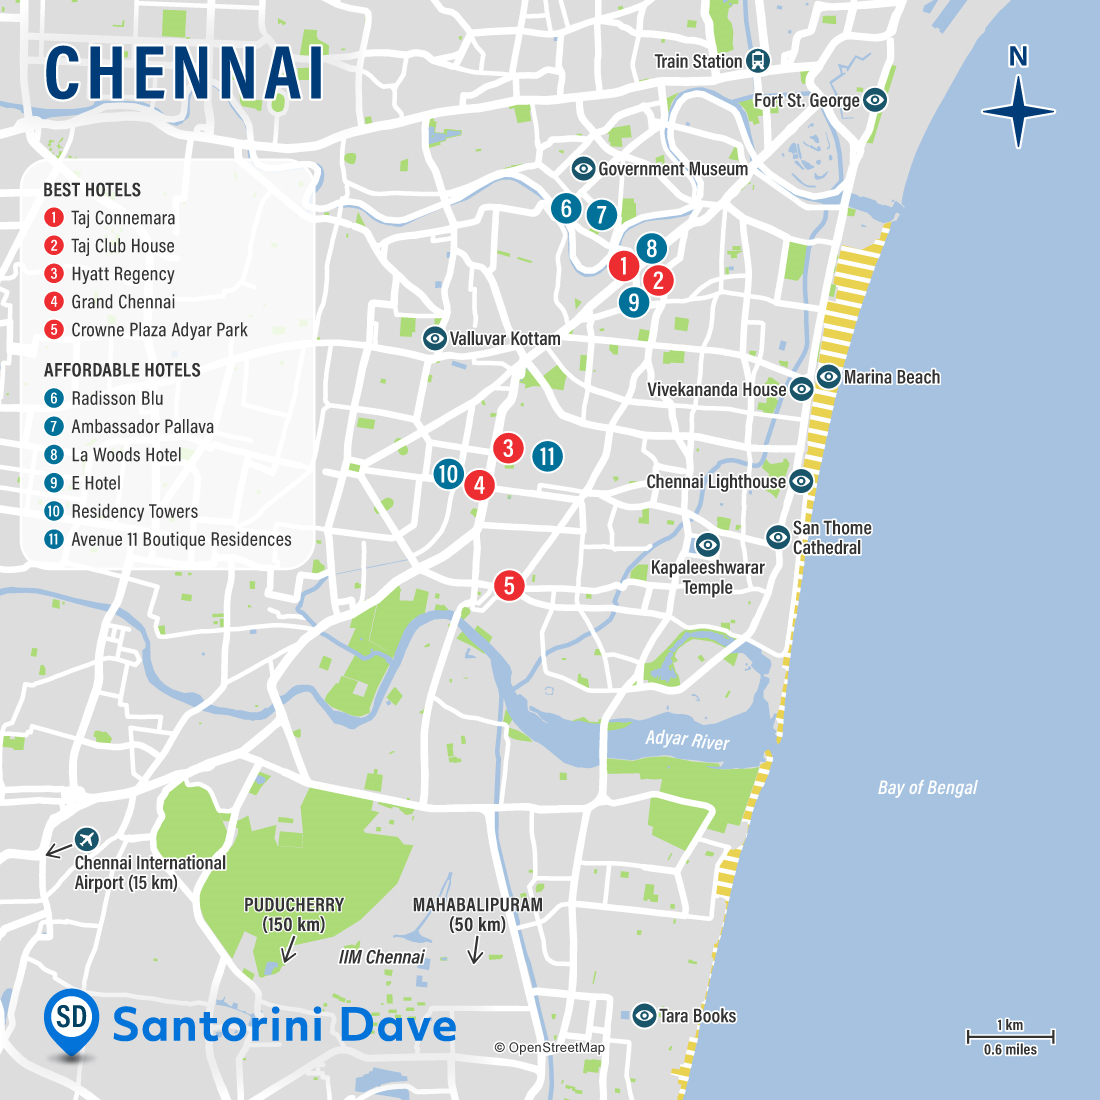 CHENNAI
N
Train Station
Fort St. George
Government Museum
BEST HOTELS
1 Taj Connemara
2 Taj Club House
3 Hyatt Regency
4 Grand Chennai
5 Crowne Plaza Adyar Park
AFFORDABLE HOTELS
6 Radisson Blu
7 Ambassador Pallava
8 La Woods Hotel
9 E Hotel
10 Residency Towers
11 Avenue 11 Boutique Residences
6
7
8
1
2
9
Valluvar Kottam
Marina Beach
Vivekananda House
3
11
10
4
Chennai Lighthouse
San Thome
Cathedral
Kapaleeshwarar
Temple
5
Adyar River
Bay of Bengal
Chennai International
Airport (15 km)
PUDUCHERRY
(150 km)
MAHABALIPURAM
(50 km)
IIM Chennai
SD Santorini Dave
Tara Books
© OpenStreetMap
1 km
0.6 miles